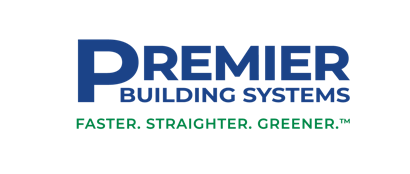 PREMIER
BUILDING SYSTEMS
FASTER. STRAIGHTER. GREENER.™